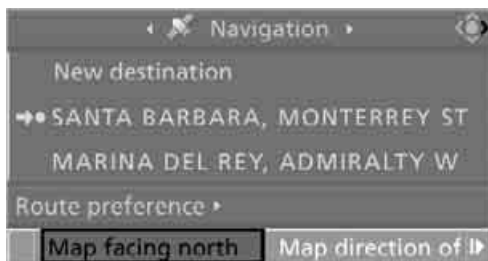 Navigation
New destination
SANTA BARBARA, MONTERREY ST
MARINA DEL REY, ADMIRALTY W
Route preference
Map facing north Map direction of